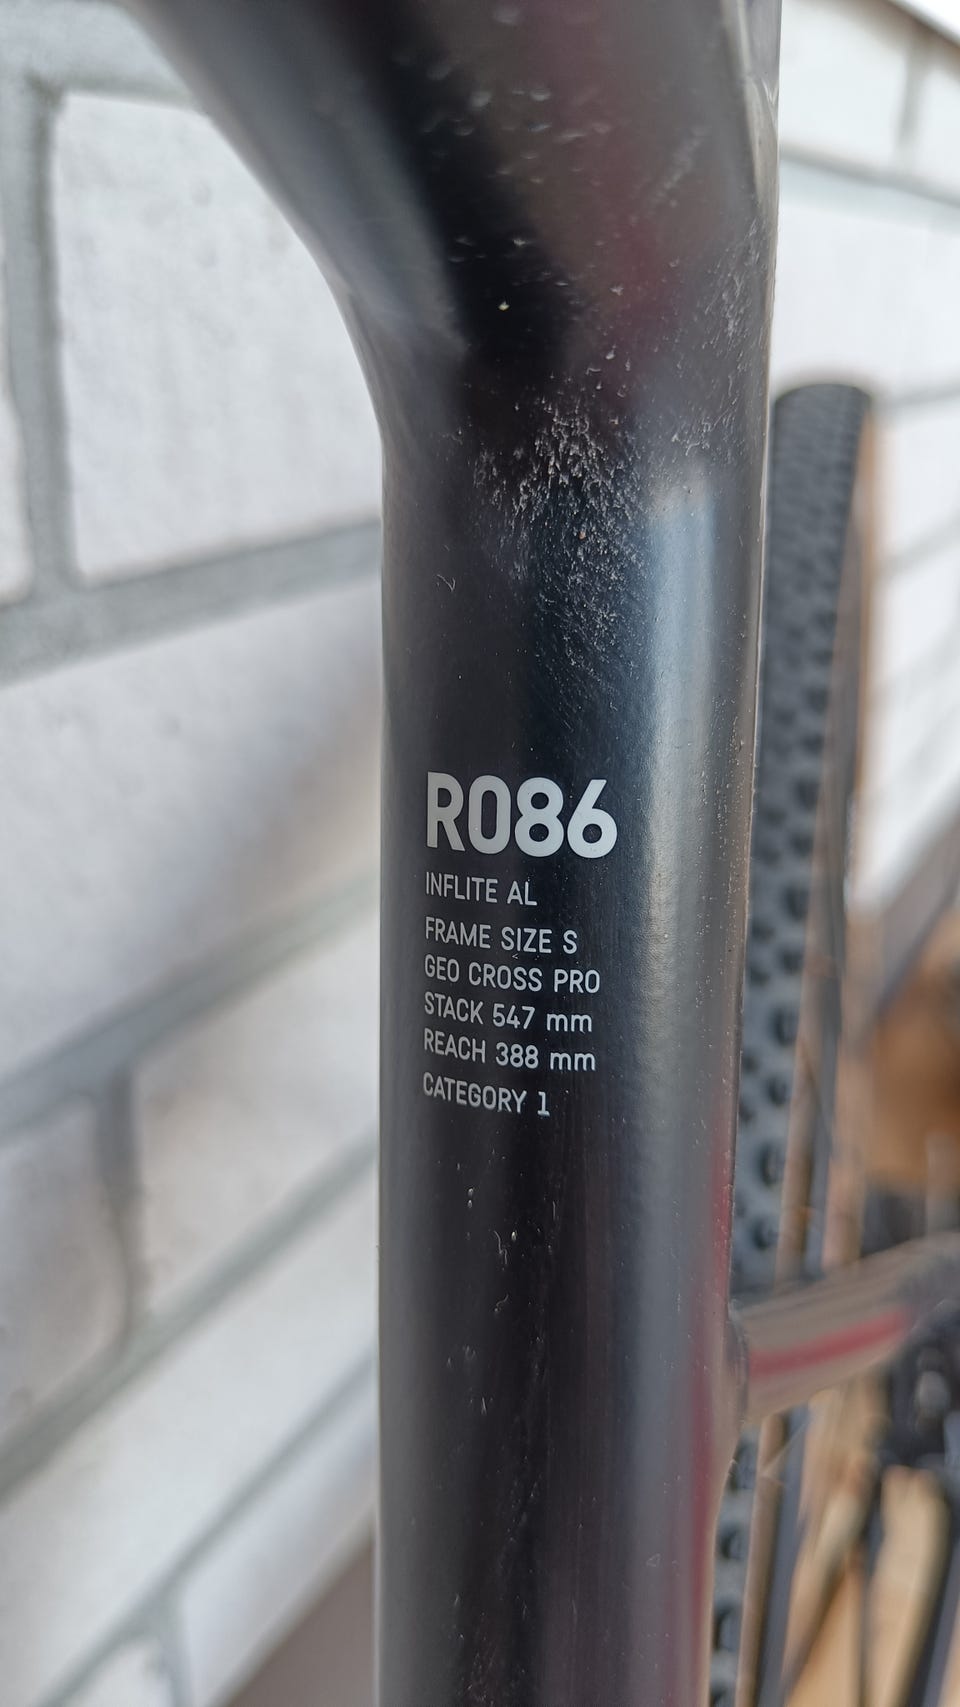 R086
INFLITE AL
FRAME SIZE S
GEO CROSS PRO
STACK 547 mm
REACH 388 mm
CATEGORY 1